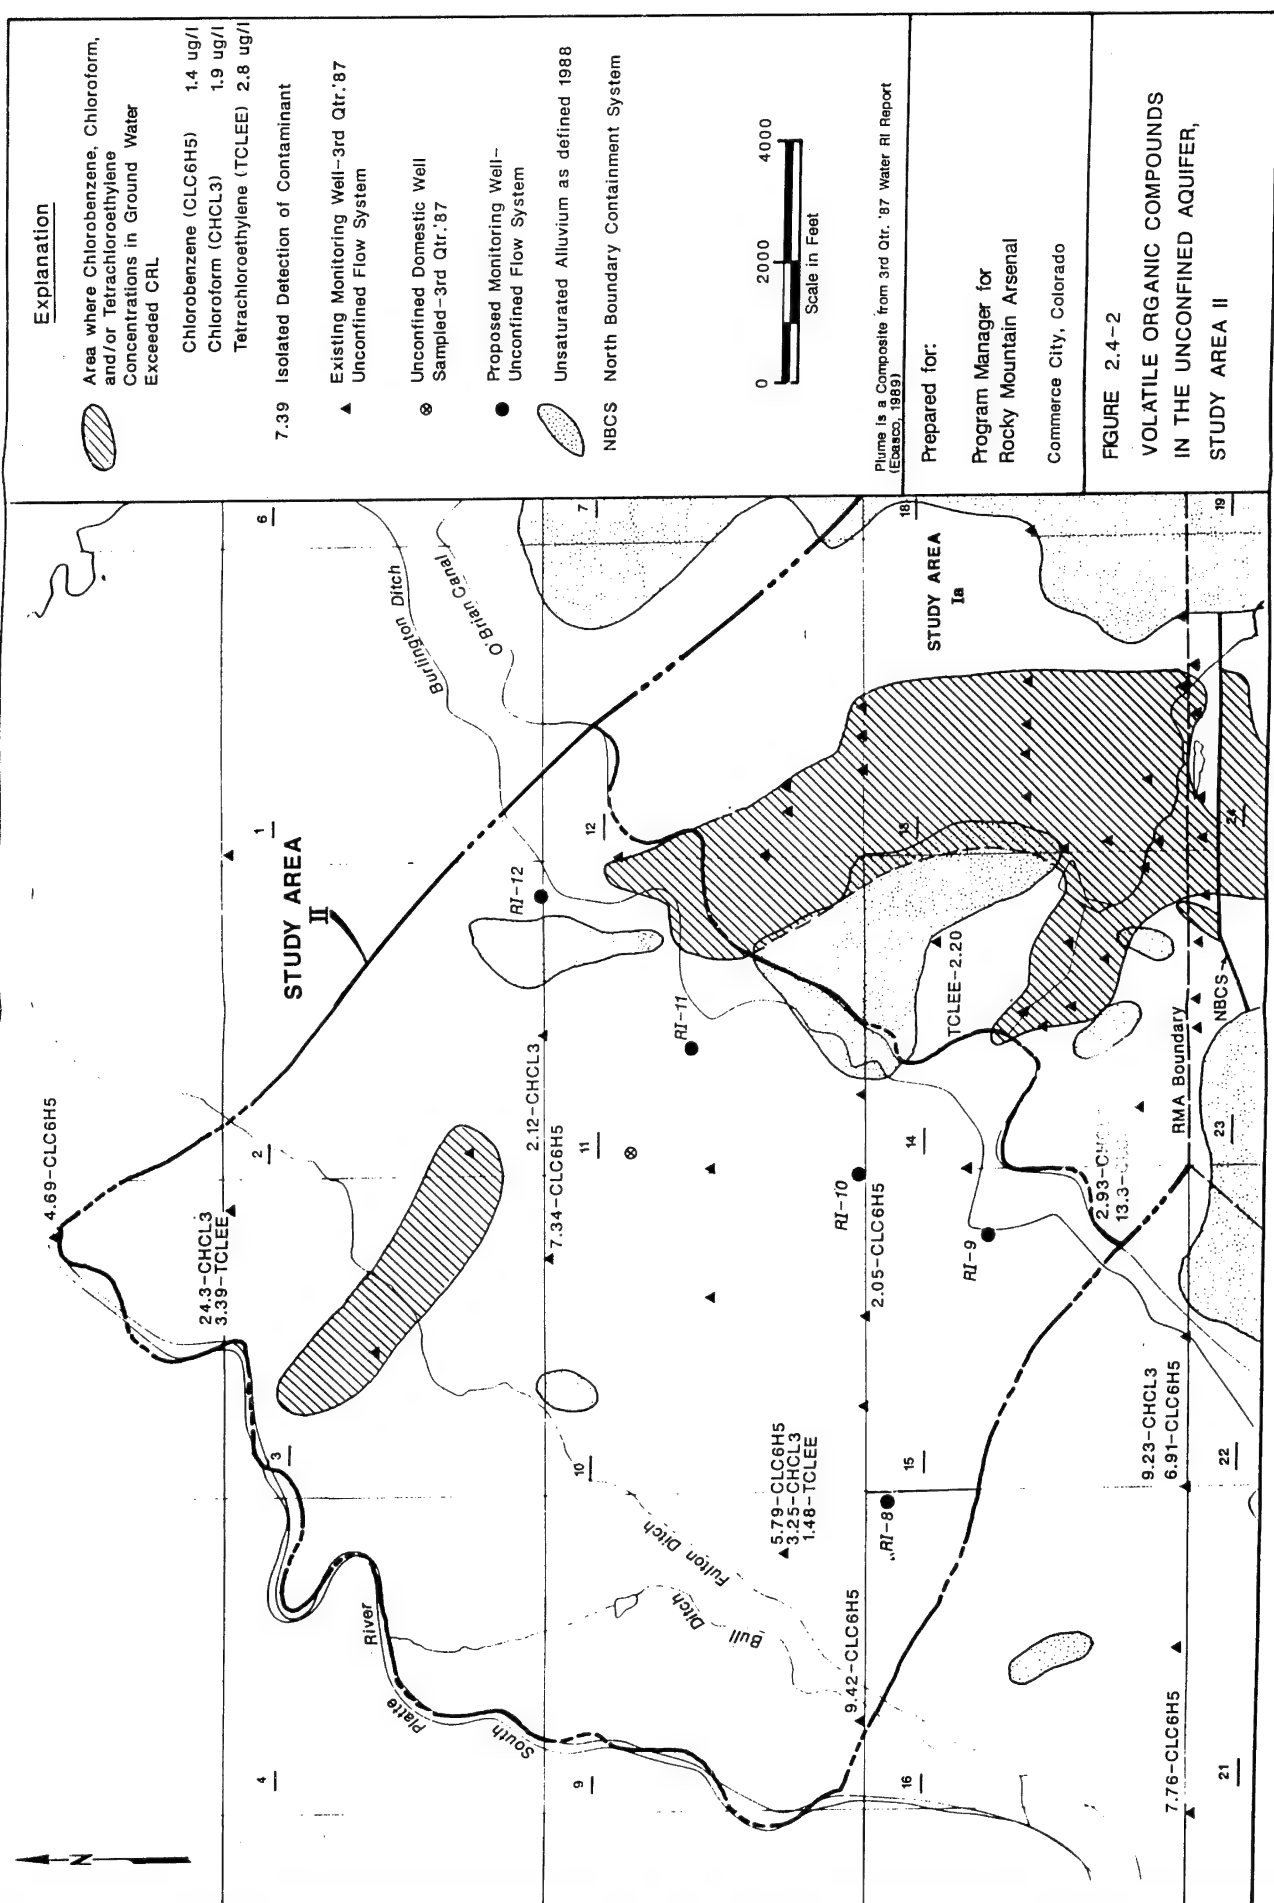 Explanation
Area where Chlorobenzene, Chloroform,
and/or Tetrachloroethylene
Concentrations in Ground Water
Exceeded CRL
Chlorobenzene (CLC6H5) 1.4 ug/l
Chloroform (CHCL3) 1.9 ug/l
Tetrachloroethylene (TCLEE) 2.8 ug/l
7.39 Isolated Detection of Contaminant
Existing Monitoring Well-3rd Qtr.'87
Unconfined Flow System
Unconfined Domestic Well
Sampled-3rd Qtr.'87
Proposed Monitoring Well-
Unconfined Flow System
Unsaturated Alluvium as defined 1988
NBCS North Boundary Containment System
0 2000 4000
Scale in Feet
Plume is a Composite from 3rd Qtr. '87 Water RI Report
(Ebasco, 1989)
Prepared for:
Program Manager for
Rocky Mountain Arsenal
Commerce City, Colorado
FIGURE 2.4-2
VOLATILE ORGANIC COMPOUNDS
IN THE UNCONFINED AQUIFER,
STUDY AREA II
N
4.69-CLC6H5
24.3-CHCL3
3.39-TCLEE
4
3
2
1
6
STUDY AREA
II
Burlington Ditch
O'Brian Canal
River
Platte
South
2.12-CHCL3
7.34-CLC6H5
RI-12
9
10
11
12
7
Fulton Ditch
Bull
Ditch
RI-11
5.79-CLC6H5
3.25-CHCL3
1.48-TCLEE
9.42-CLC6H5
RI-8
RI-10
2.05-CLC6H5
16
15
14
13
18
STUDY AREA
Ia
TCLEE-2.20
RI-9
2.93-CHCL
13.3-
9.23-CHCL3
6.91-CLC6H5
7.76-CLC6H5
RMA Boundary
NBCS
21
22
23
24
19